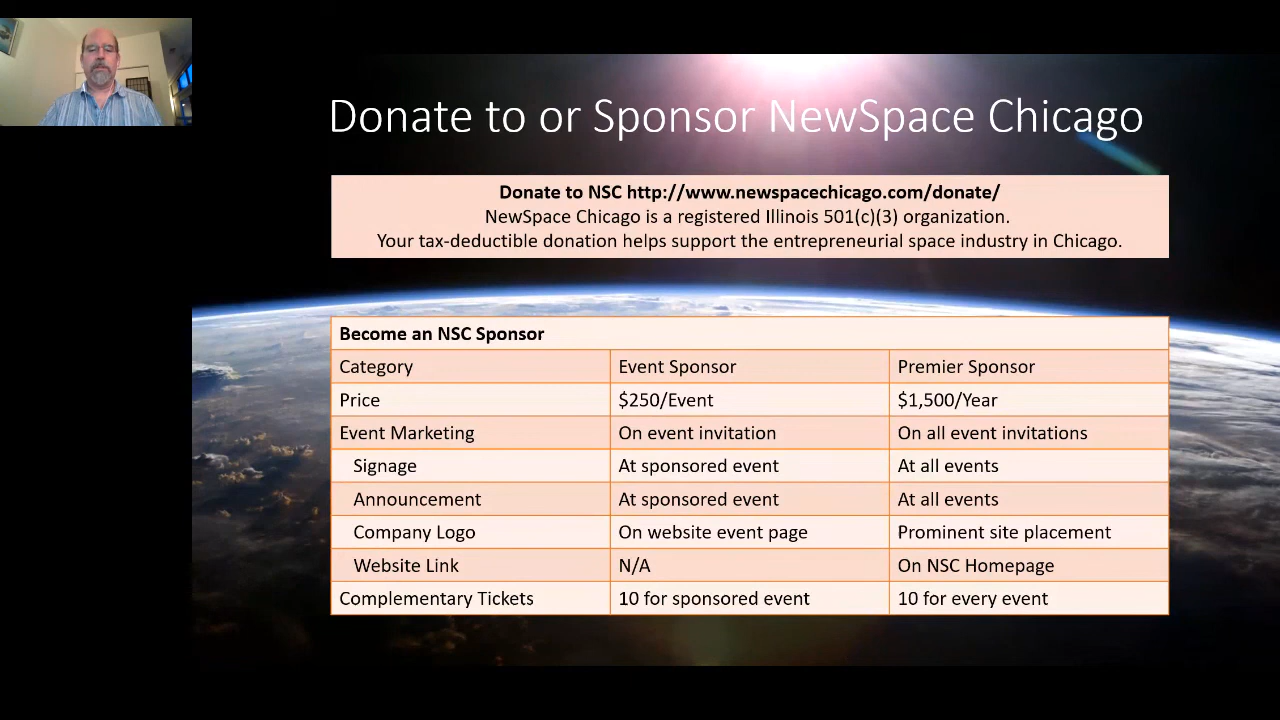 Donate to or Sponsor NewSpace Chicago
Donate to NSC http://www.newspacechicago.com/donate/
NewSpace Chicago is a registered Illinois 501(c)(3) organization.
Your tax-deductible donation helps support the entrepreneurial space industry in Chicago.
Become an NSC Sponsor
Category Event Sponsor Premier Sponsor
Price $250/Event $1,500/Year
Event Marketing On event invitation On all event invitations
Signage At sponsored event At all events
Announcement At sponsored event At all events
Company Logo On website event page Prominent site placement
Website Link N/A On NSC Homepage
Complementary Tickets 10 for sponsored event 10 for every event